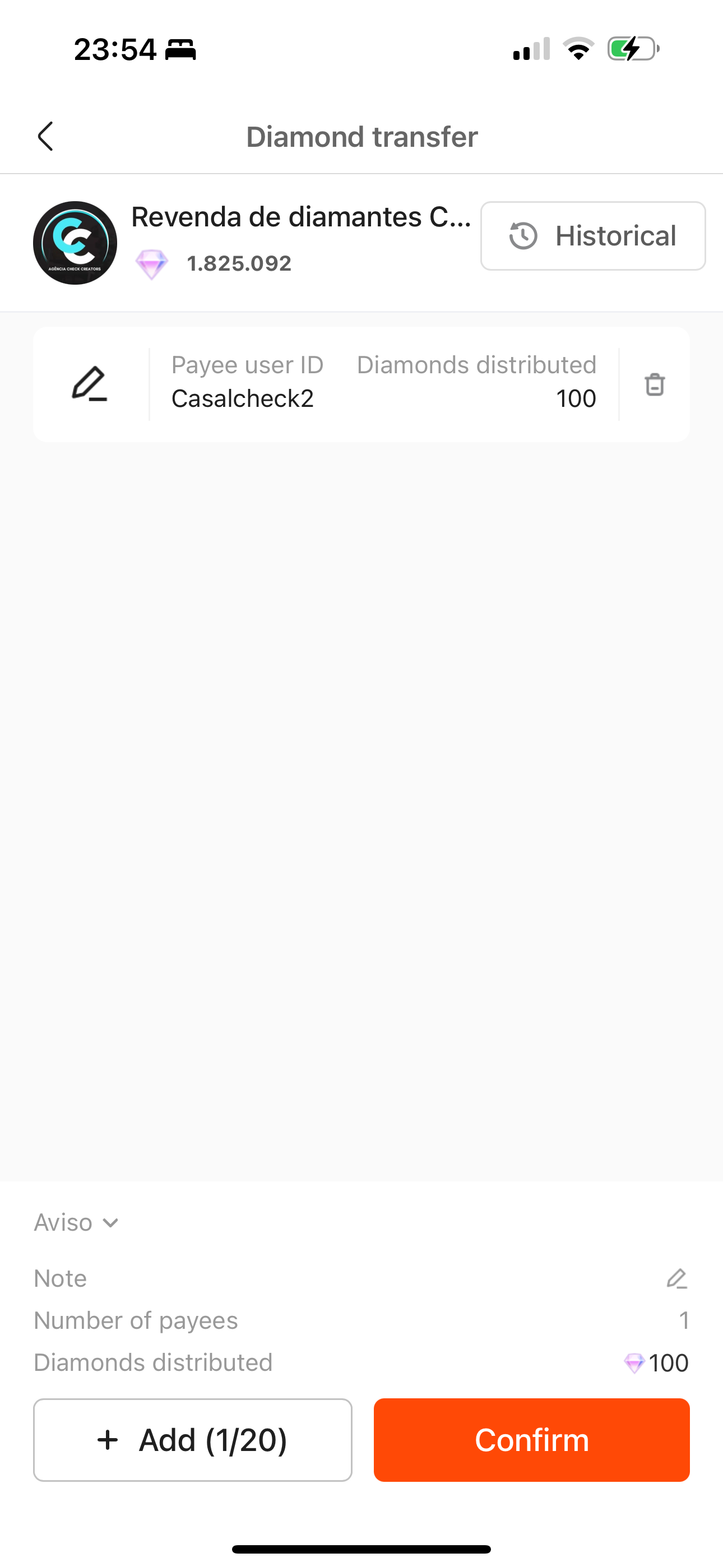 23:54
Diamond transfer
Revenda de diamantes C...
Historical
1.825.092
AGÊNCIA CHECK CREATORS
Payee user ID Diamonds distributed
Casalcheck2 100
Aviso
Note
Number of payees 1
Diamonds distributed 100
+ Add (1/20) Confirm